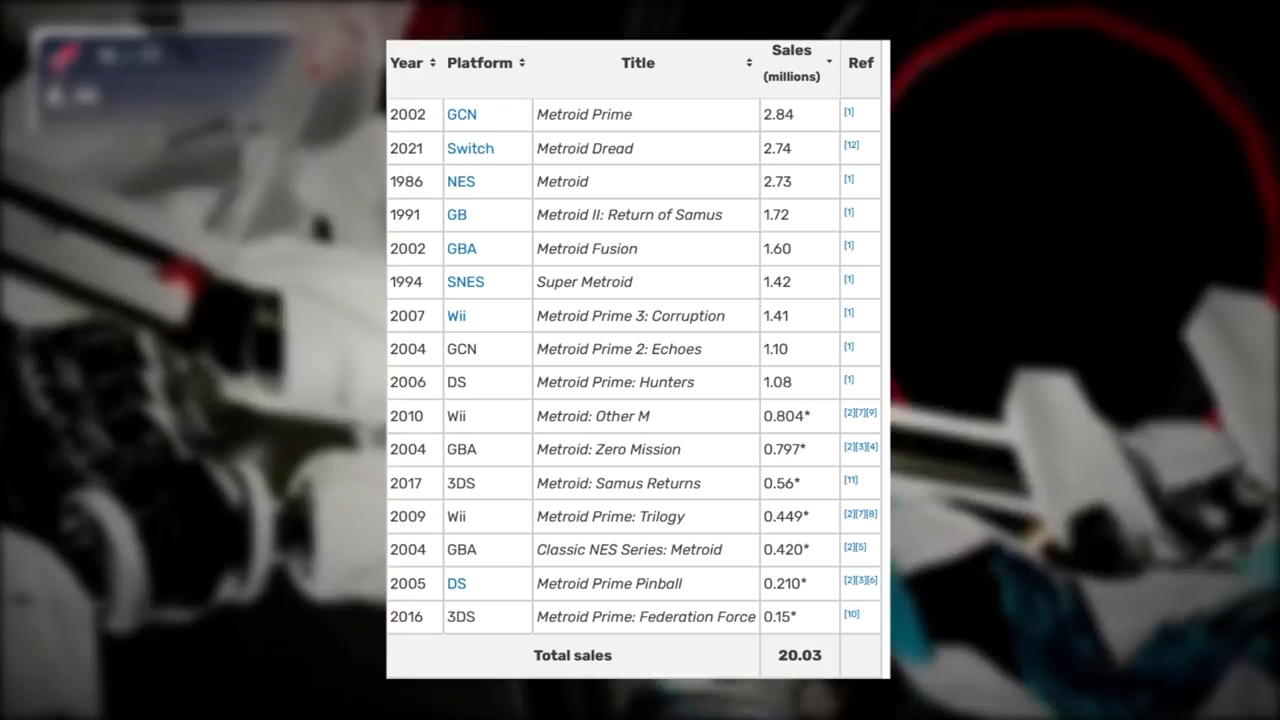 Year Platform Title Sales (millions) Ref
2002 GCN Metroid Prime 2.84 [1]
2021 Switch Metroid Dread 2.74 [12]
1986 NES Metroid 2.73 [1]
1991 GB Metroid II: Return of Samus 1.72 [1]
2002 GBA Metroid Fusion 1.60 [1]
1994 SNES Super Metroid 1.42 [1]
2007 Wii Metroid Prime 3: Corruption 1.41 [1]
2004 GCN Metroid Prime 2: Echoes 1.10 [1]
2006 DS Metroid Prime: Hunters 1.08 [1]
2010 Wii Metroid: Other M 0.804* [2][7][9]
2004 GBA Metroid: Zero Mission 0.797* [2][3][4]
2017 3DS Metroid: Samus Returns 0.56* [11]
2009 Wii Metroid Prime: Trilogy 0.449* [2][7][8]
2004 GBA Classic NES Series: Metroid 0.420* [2][5]
2005 DS Metroid Prime Pinball 0.210* [2][3][6]
2016 3DS Metroid Prime: Federation Force 0.15* [10]
Total sales 20.03